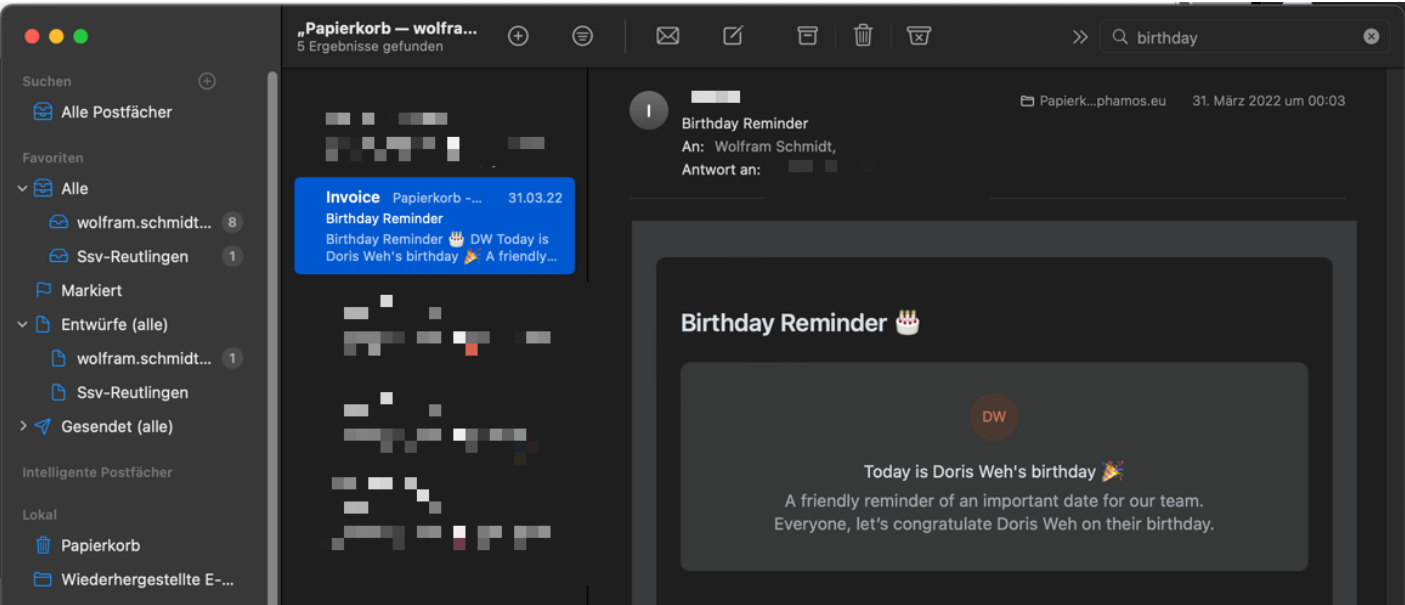 „Papierkorb — wolfra...
5 Ergebnisse gefunden
birthday
Suchen
Alle Postfächer
Favoriten
Alle
wolfram.schmidt... 8
Ssv-Reutlingen 1
Markiert
Entwürfe (alle)
wolfram.schmidt... 1
Ssv-Reutlingen
Gesendet (alle)
Intelligente Postfächer
Lokal
Papierkorb
Wiederhergestellte E-...
Invoice Papierkorb -... 31.03.22
Birthday Reminder
Birthday Reminder 🎂 DW Today is
Doris Weh's birthday 🎉 A friendly...
I
Papierk...phamos.eu 31. März 2022 um 00:03
Birthday Reminder
An: Wolfram Schmidt,
Antwort an:
Birthday Reminder 🎂
DW
Today is Doris Weh's birthday 🎉
A friendly reminder of an important date for our team.
Everyone, let's congratulate Doris Weh on their birthday.